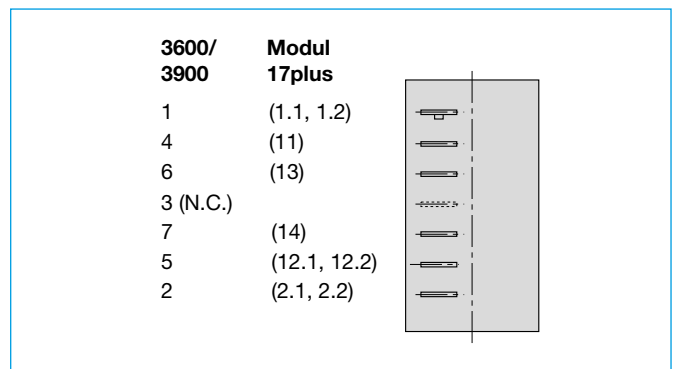 3600/ Modul
3900 17plus
1 (1.1, 1.2)
4 (11)
6 (13)
3 (N.C.)
7 (14)
5 (12.1, 12.2)
2 (2.1, 2.2)